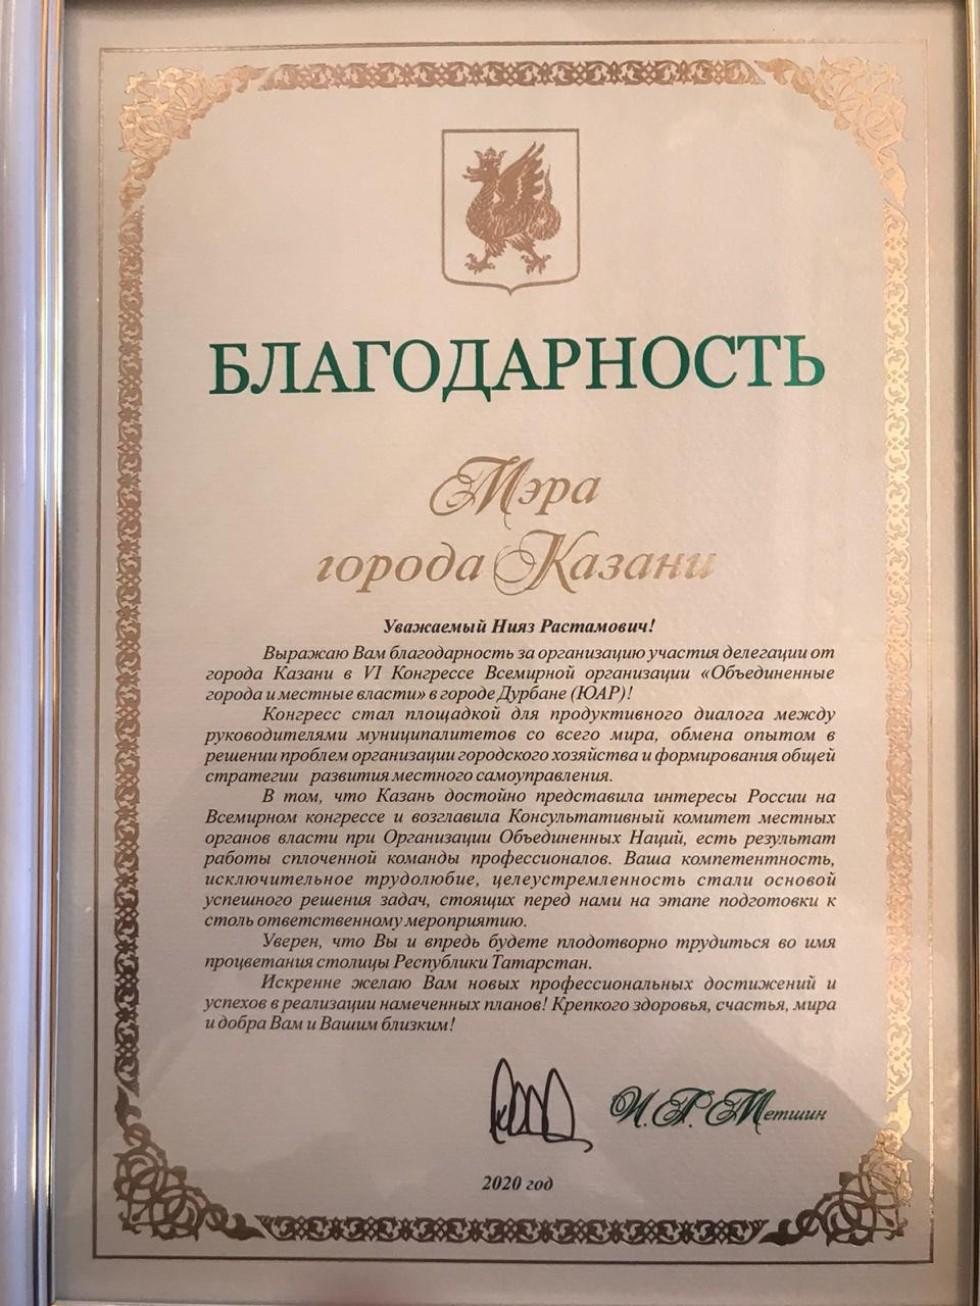 БЛАГОДАРНОСТЬ
Мэра
города Казани
Уважаемый Нияз Растамович!
Выражаю Вам благодарность за организацию участия делегации от
города Казани в VI Конгрессе Всемирной организации «Объединенные
города и местные власти» в городе Дурбане (ЮАР)!
Конгресс стал площадкой для продуктивного диалога между
руководителями муниципалитетов со всего мира, обмена опытом в
решении проблем организации городского хозяйства и формирования общей
стратегии развития местного самоуправления.
В том, что Казань достойно представила интересы России на
Всемирном конгрессе и возглавила Консультативный комитет местных
органов власти при Организации Объединенных Наций, есть результат
работы сплоченной команды профессионалов. Ваша компетентность,
исключительное трудолюбие, целеустремленность стали основой
успешного решения задач, стоящих перед нами на этапе подготовки к
столь ответственному мероприятию.
Уверен, что Вы и впредь будете плодотворно трудиться во имя
процветания столицы Республики Татарстан.
Искренне желаю Вам новых профессиональных достижений и
успехов в реализации намеченных планов! Крепкого здоровья, счастья, мира
и добра Вам и Вашим близким!
И.Р.Метшин
2020 год